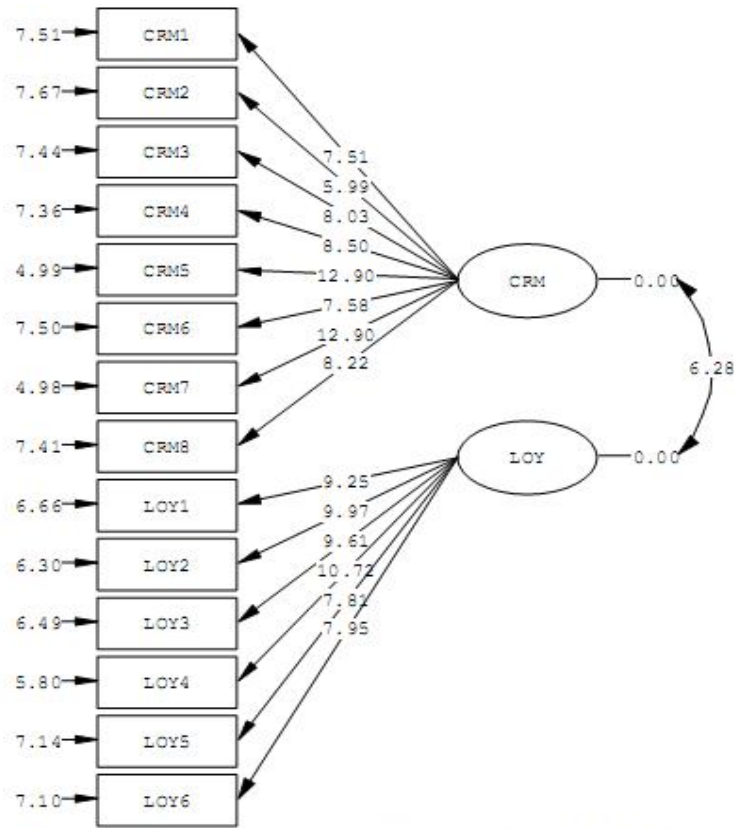 7.51 CRM1
7.67 CRM2
7.44 CRM3
7.36 CRM4
4.99 CRM5
7.50 CRM6
4.98 CRM7
7.41 CRM8
6.66 LOY1
6.30 LOY2
6.49 LOY3
5.80 LOY4
7.14 LOY5
7.10 LOY6
7.51
5.99
8.03
8.50
12.90
7.58
12.90
8.22
9.25
9.97
9.61
10.72
7.81
7.95
CRM 0.00
6.28
LOY 0.00